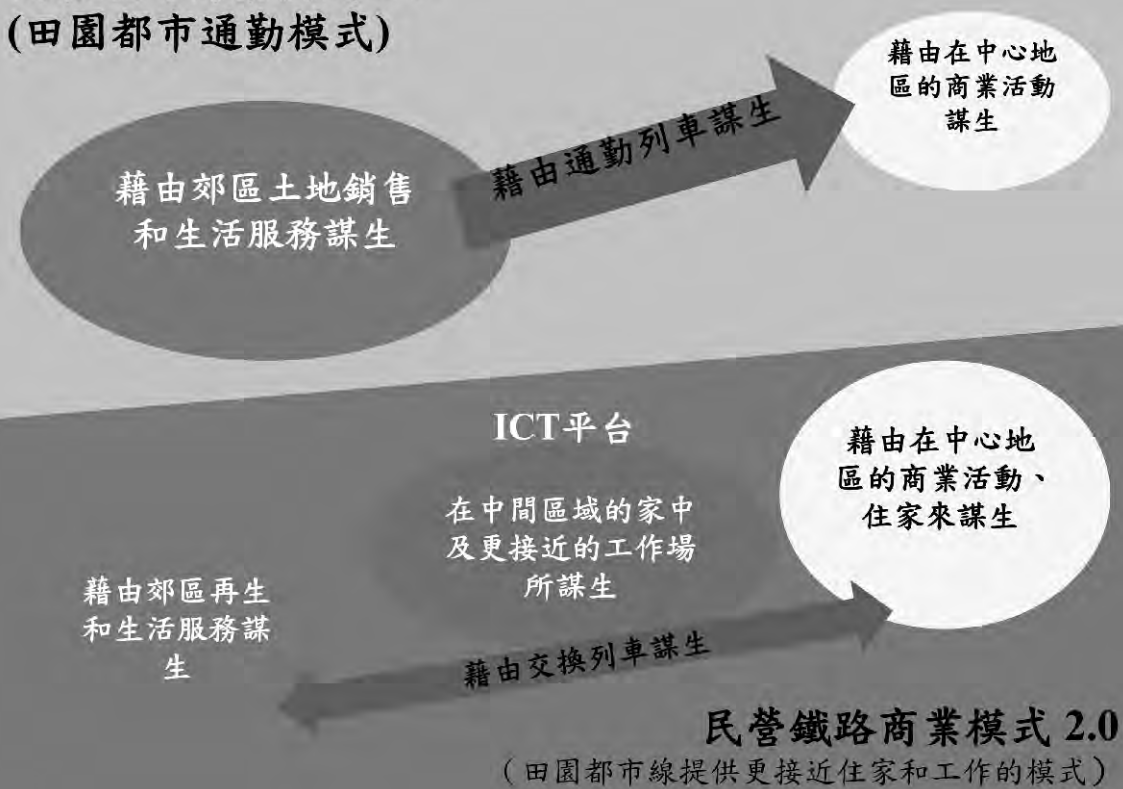 (田園都市通勤模式)
藉由在中心地
區的商業活動
謀生
藉由通勤列車謀生
藉由郊區土地銷售
和生活服務謀生
ICT平台
藉由在中心地
區的商業活動、
住家來謀生
在中間區域的家中
及更接近的工作場
所謀生
藉由郊區再生
和生活服務謀
生
藉由交換列車謀生
民營鐵路商業模式 2.0
（田園都市線提供更接近住家和工作的模式）